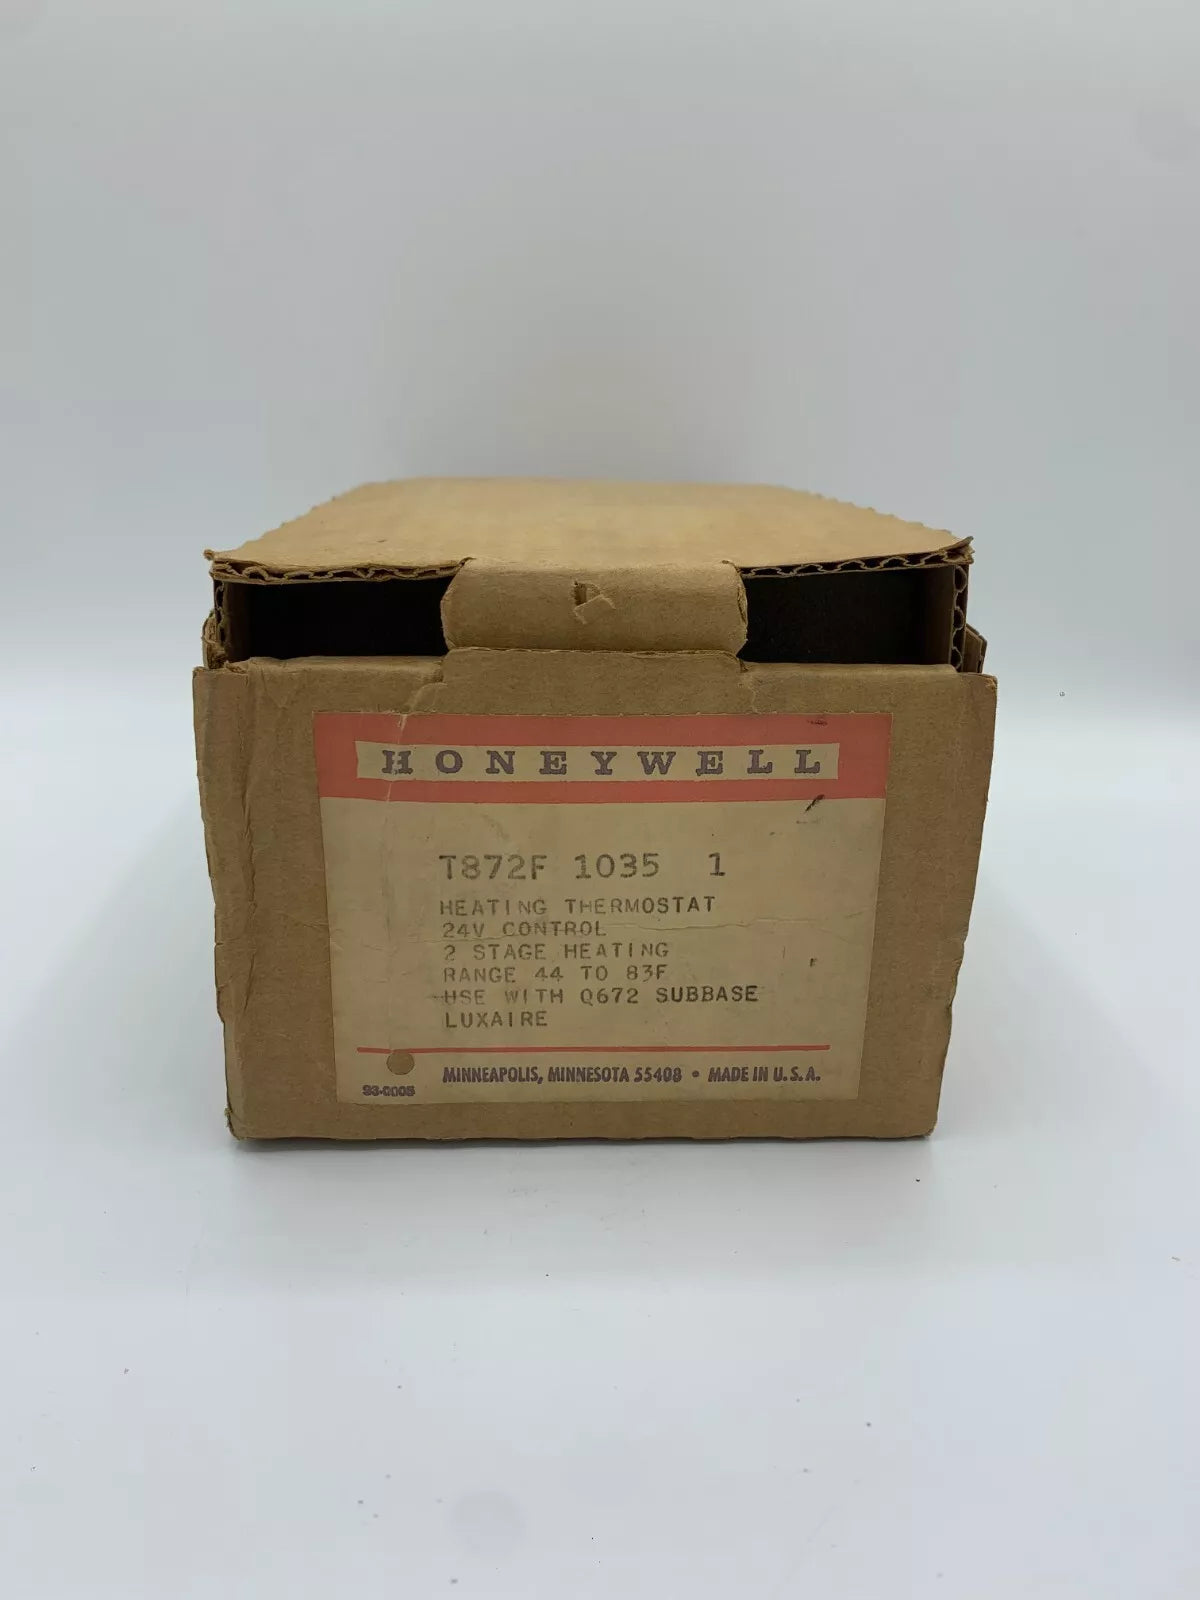 HONEYWELL
T872F 1035 1
HEATING THERMOSTAT
24V CONTROL
2 STAGE HEATING
RANGE 44 TO 83F
USE WITH Q672 SUBBASE
LUXAIRE
MINNEAPOLIS, MINNESOTA 55408 • MADE IN U.S.A.